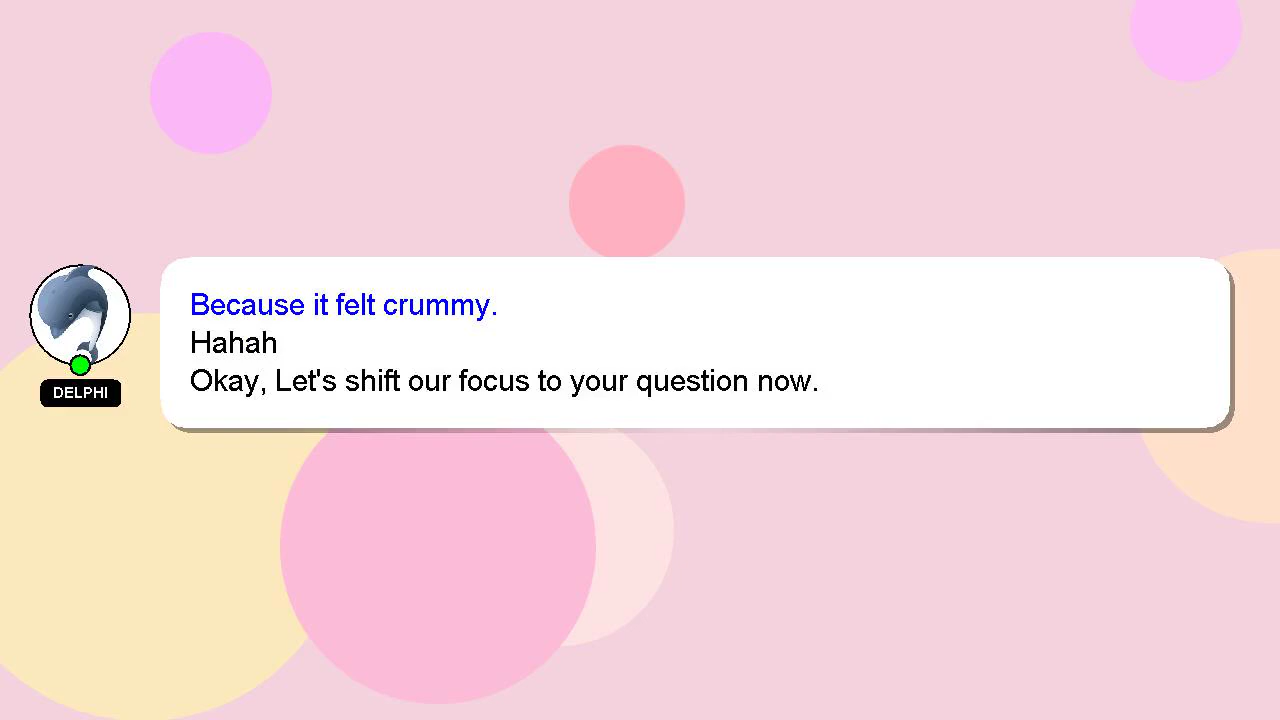 Because it felt crummy.
Hahah
Okay, Let's shift our focus to your question now.
DELPHI